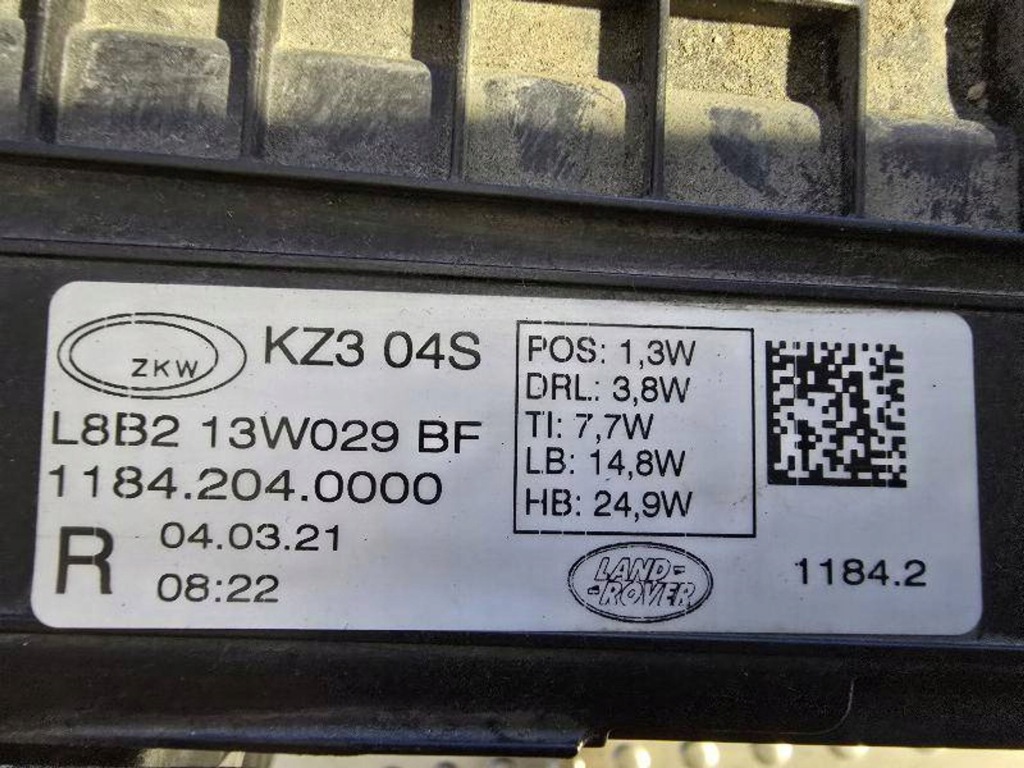 ZKW
KZ3 04S
L8B2 13W029 BF
1184.204.0000
R
04.03.21
08:22
POS: 1,3W
DRL: 3,8W
TI: 7,7W
LB: 14,8W
HB: 24,9W
LAND-
-ROVER
1184.2